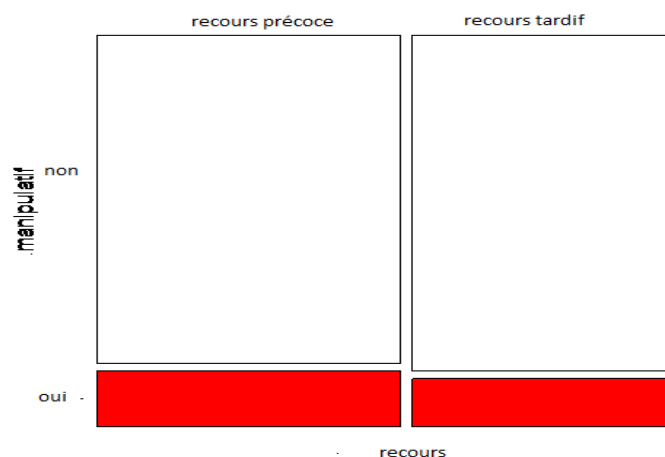 recours précoce
recours tardif
.manipulatif
non
oui -
recours